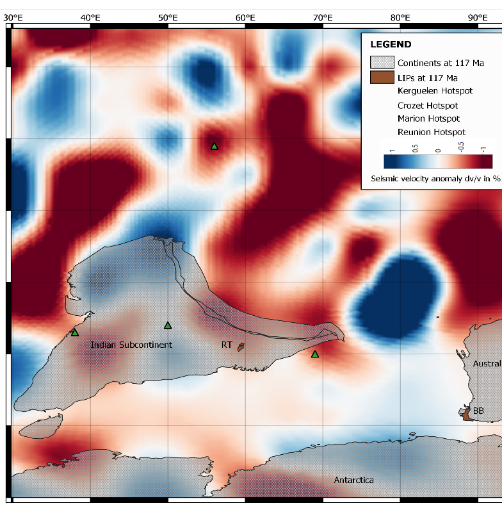 30°E 40°E 50°E 60°E 70°E 80°E 90°E
LEGEND
Continents at 117 Ma
LIPs at 117 Ma
Kerguelen Hotspot
Crozet Hotspot
Marion Hotspot
Reunion Hotspot
1 0.5 0 -0.5 -1
Seismic velocity anomaly dv/v in %
Indian Subcontinent
RT
Austral
BB
Antarctica